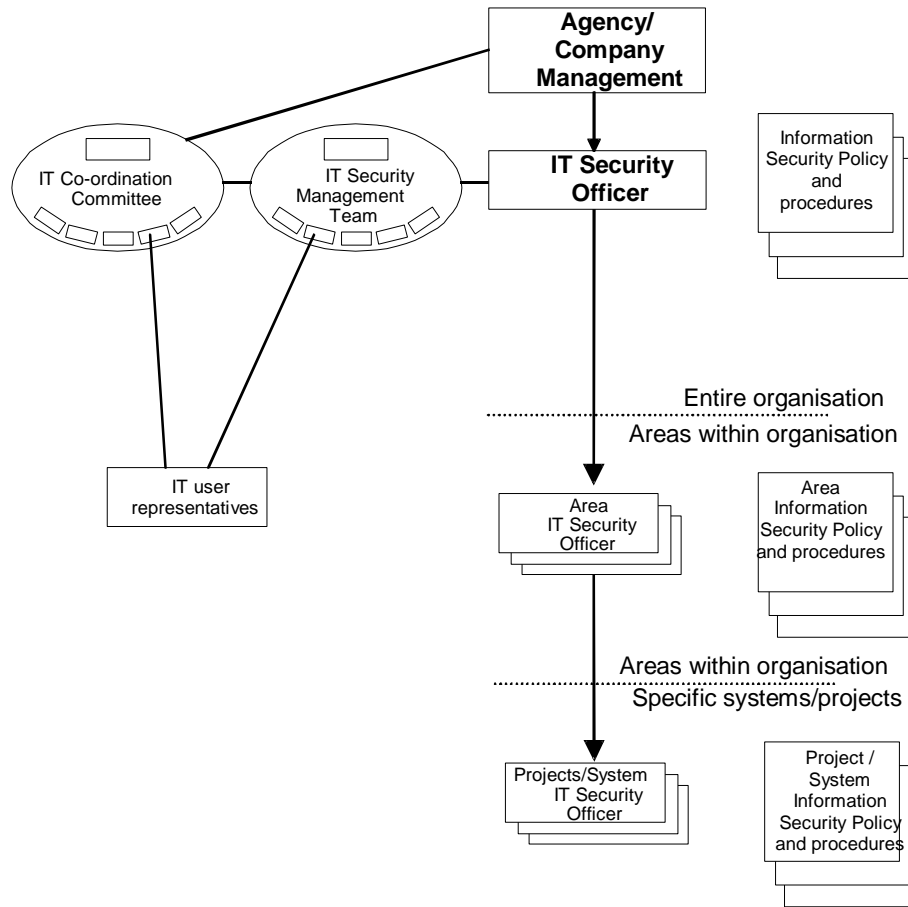 Agency/
Company
Management
IT Co-ordination
Committee
IT Security
Management
Team
IT Security
Officer
Information
Security Policy
and
procedures
Entire organisation
Areas within organisation
IT user
representatives
Area
IT Security
Officer
Area
Information
Security Policy
and procedures
Areas within organisation
Specific systems/projects
Projects/System
IT Security
Officer
Project /
System
Information
Security Policy
and procedures